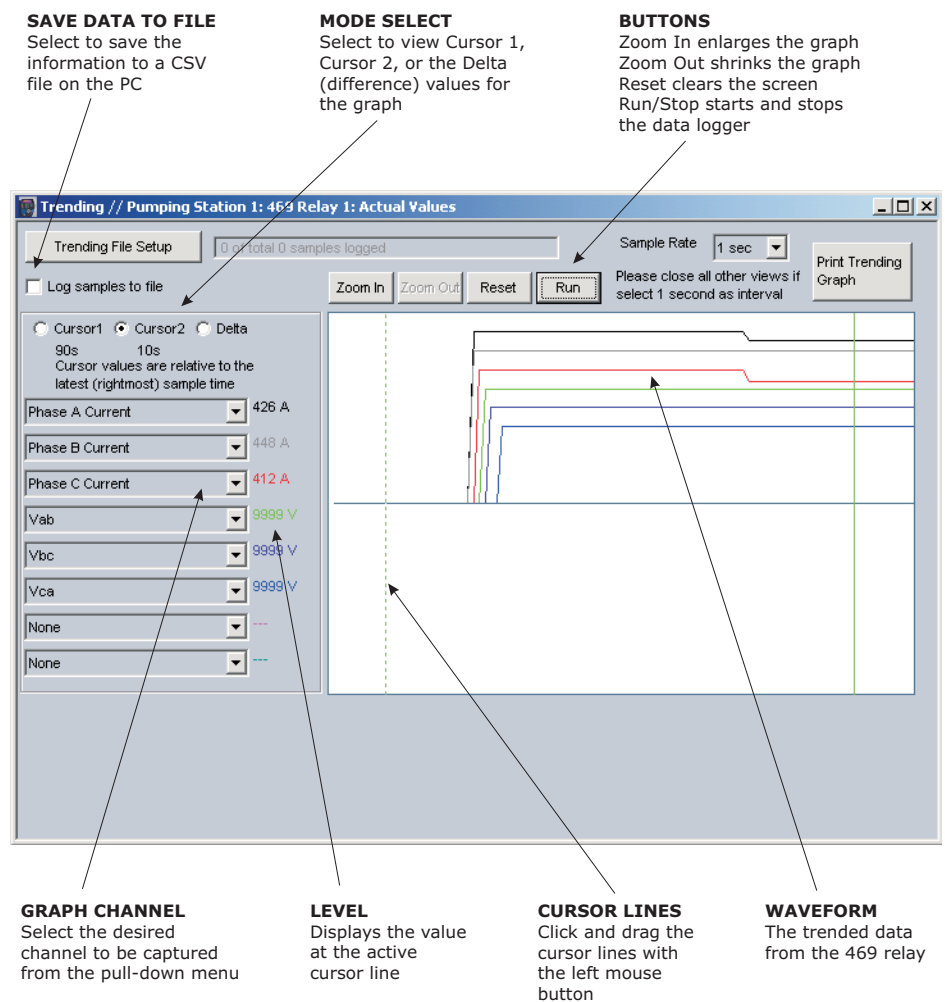 SAVE DATA TO FILE
Select to save the
information to a CSV
file on the PC
MODE SELECT
Select to view Cursor 1,
Cursor 2, or the Delta
(difference) values for
the graph
BUTTONS
Zoom In enlarges the graph
Zoom Out shrinks the graph
Reset clears the screen
Run/Stop starts and stops
the data logger
Trending // Pumping Station 1: 469 Relay 1: Actual Values
Trending File Setup
0 of total 0 samples logged
Sample Rate
1 sec
Print Trending
Graph
Log samples to file
Zoom In
Zoom Out
Reset
Run
Please close all other views if
select 1 second as interval
Cursor1 Cursor2 Delta
90s 10s
Cursor values are relative to the
latest (rightmost) sample time
Phase A Current 426 A
Phase B Current 448 A
Phase C Current 412 A
Vab 9999 V
Vbc 9999 V
Vca 9999 V
None ---
None ---
GRAPH CHANNEL
Select the desired
channel to be captured
from the pull-down menu
LEVEL
Displays the value
at the active
cursor line
CURSOR LINES
Click and drag the
cursor lines with
the left mouse
button
WAVEFORM
The trended data
from the 469 relay